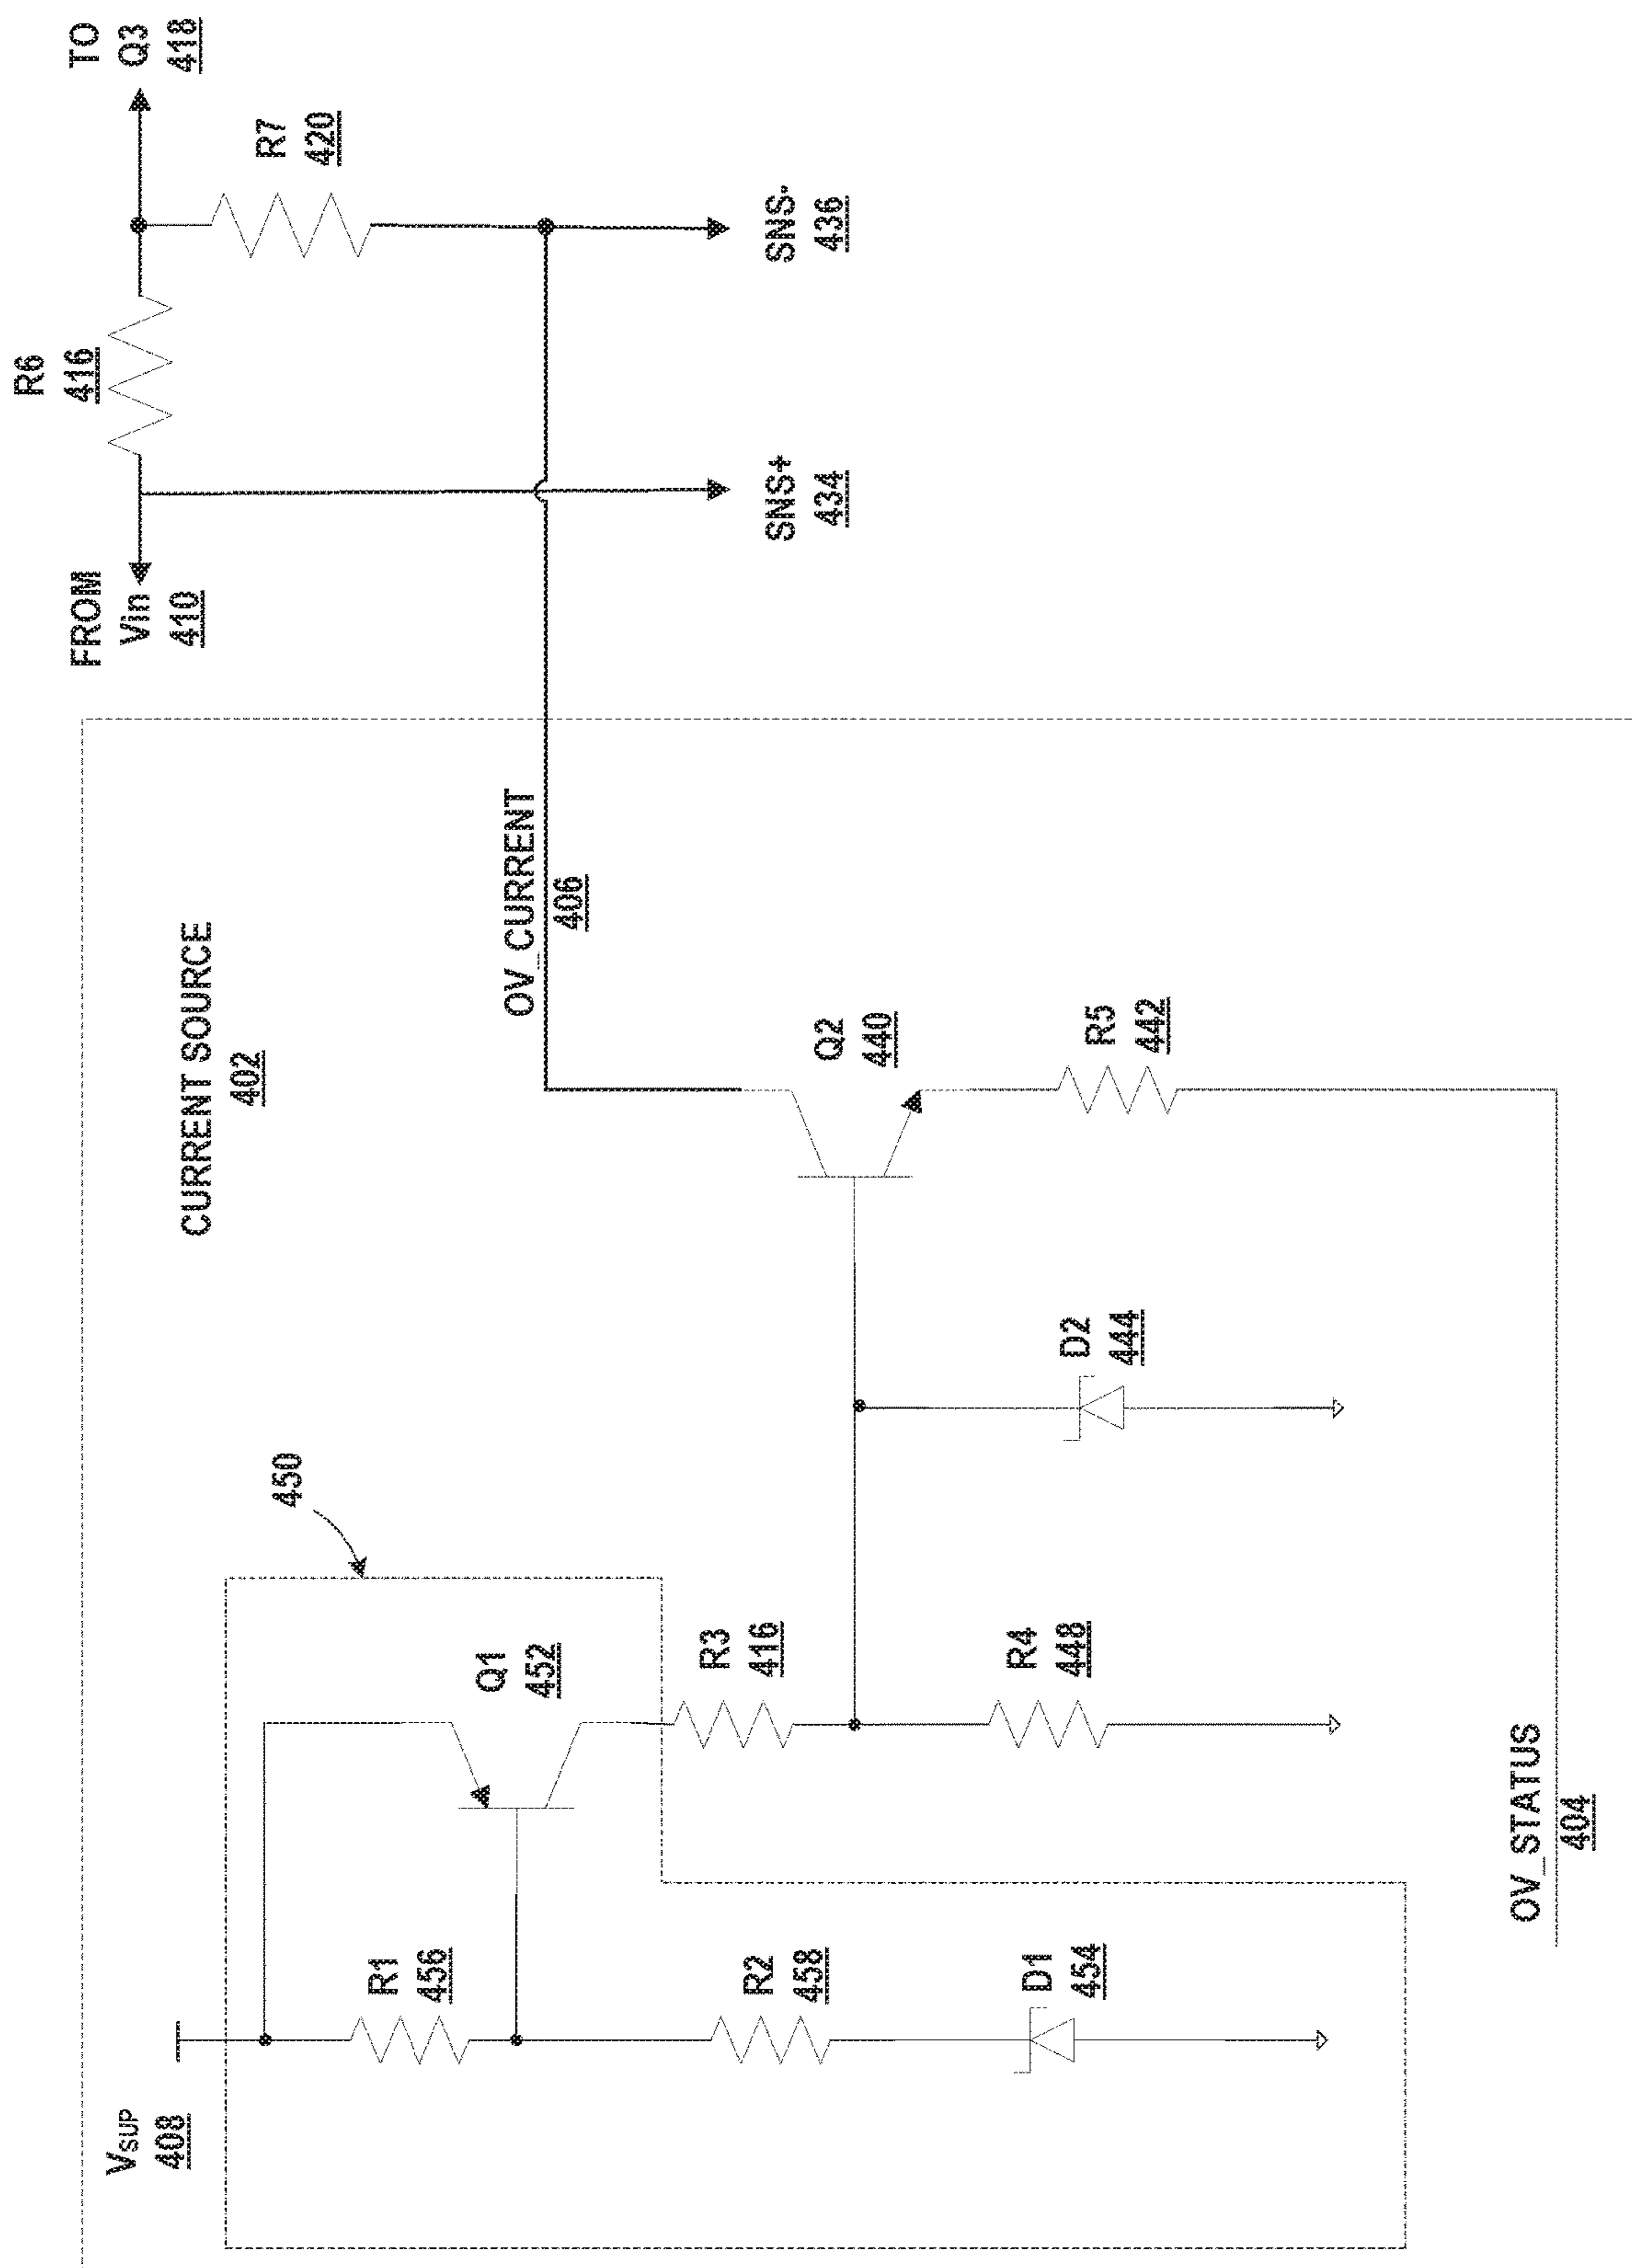 VSUP
408
R1
456
R2
458
D1
454
Q1
452
450
R3
416
R4
448
D2
444
Q2
440
R5
442
OV_STATUS
404
CURRENT SOURCE
402
OV_CURRENT
406
FROM
Vin
410
R6
416
TO
Q3
418
R7
420
SNS+
434
SNS-
436